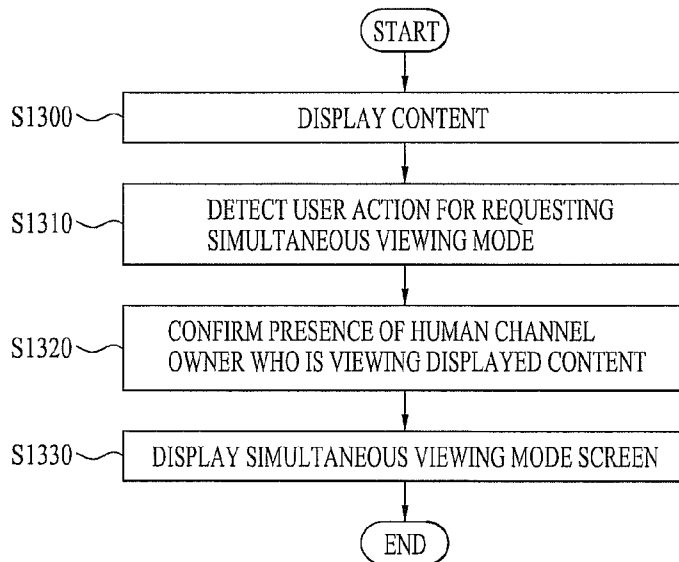 START
S1300
DISPLAY CONTENT
S1310
DETECT USER ACTION FOR REQUESTING
SIMULTANEOUS VIEWING MODE
S1320
CONFIRM PRESENCE OF HUMAN CHANNEL
OWNER WHO IS VIEWING DISPLAYED CONTENT
S1330
DISPLAY SIMULTANEOUS VIEWING MODE SCREEN
END